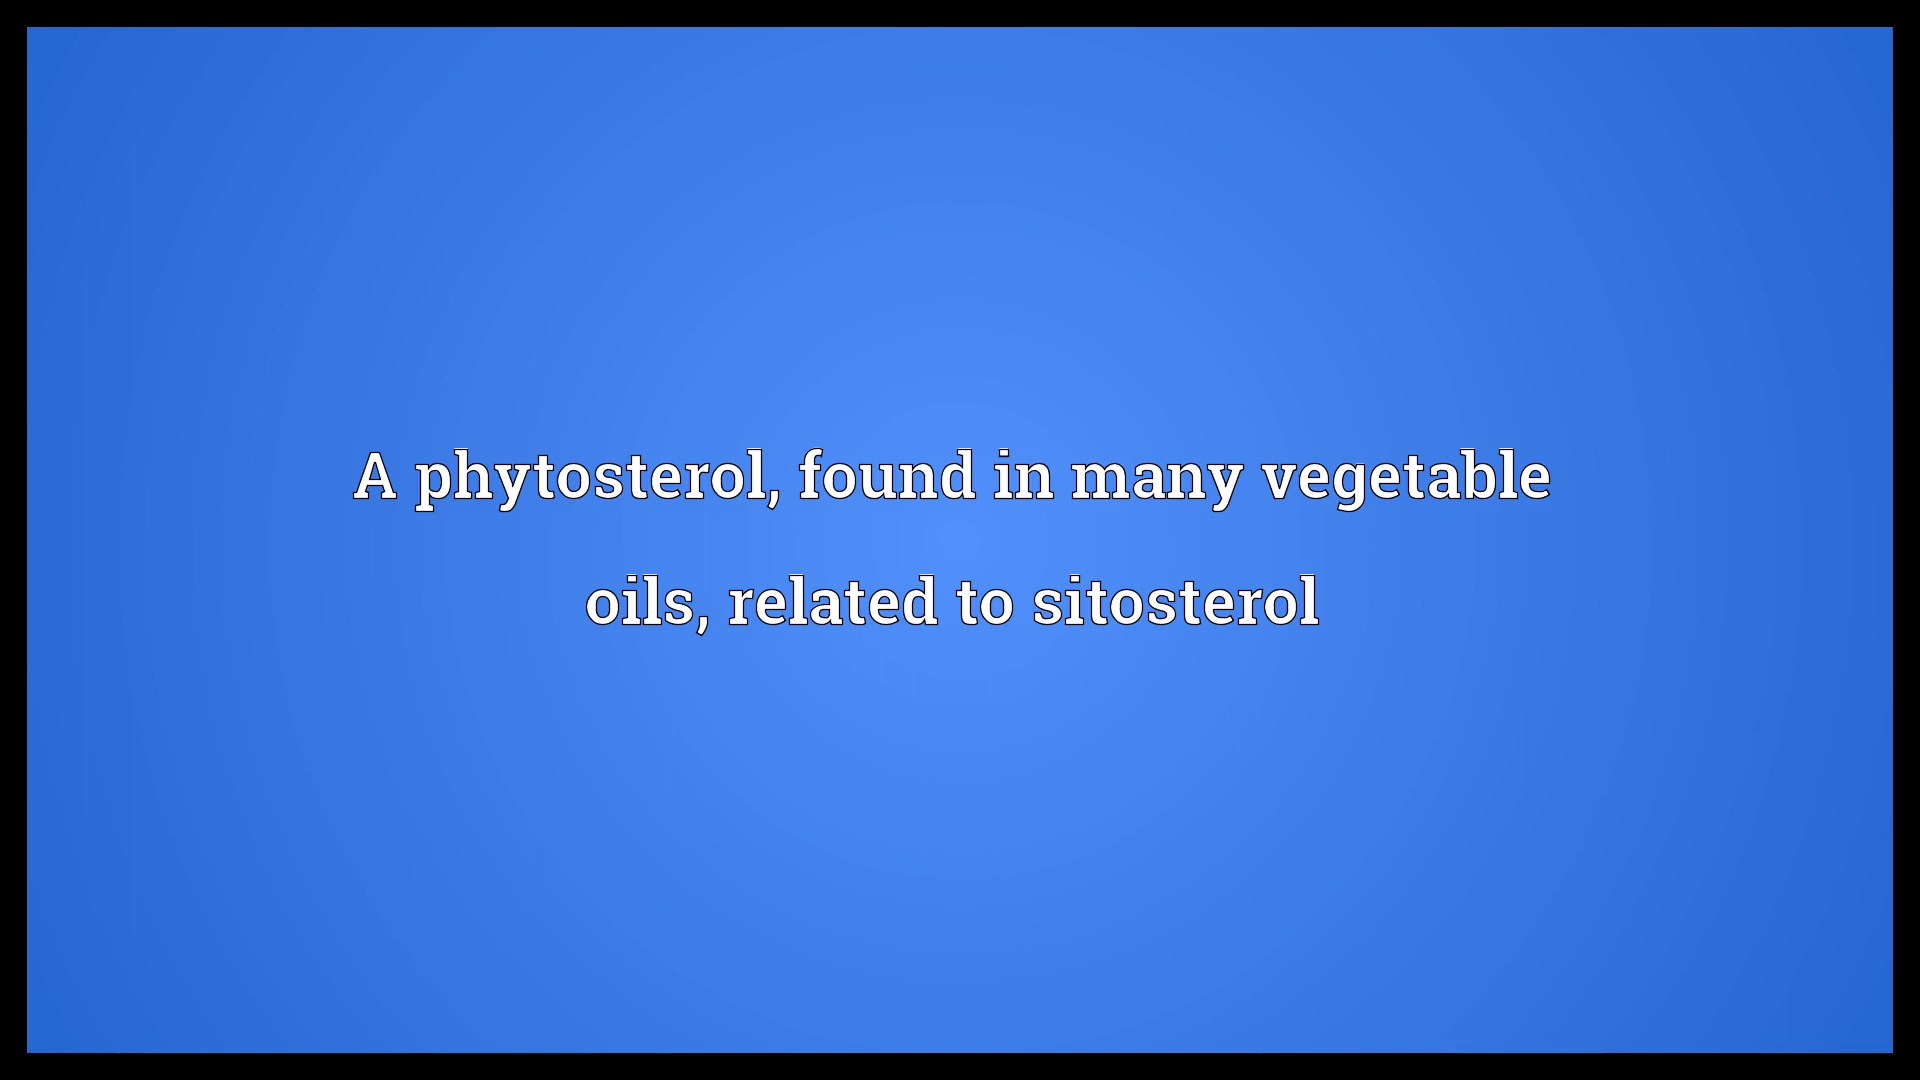 A phytosterol, found in many vegetable
oils, related to sitosterol